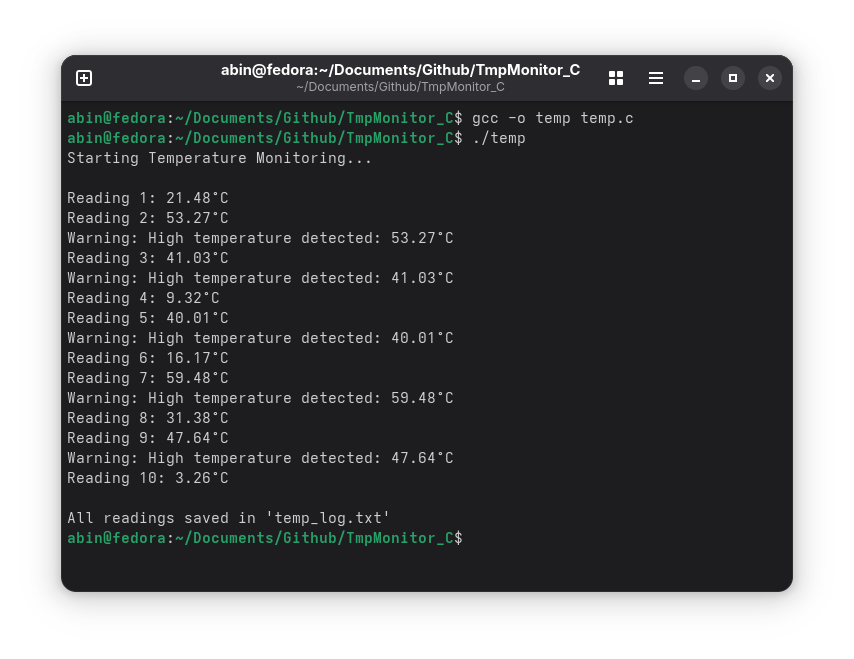 abin@fedora:~/Documents/Github/TmpMonitor_C
~/Documents/Github/TmpMonitor_C
abin@fedora:~/Documents/Github/TmpMonitor_C$ gcc -o temp temp.c
abin@fedora:~/Documents/Github/TmpMonitor_C$ ./temp
Starting Temperature Monitoring...

Reading 1: 21.48°C
Reading 2: 53.27°C
Warning: High temperature detected: 53.27°C
Reading 3: 41.03°C
Warning: High temperature detected: 41.03°C
Reading 4: 9.32°C
Reading 5: 40.01°C
Warning: High temperature detected: 40.01°C
Reading 6: 16.17°C
Reading 7: 59.48°C
Warning: High temperature detected: 59.48°C
Reading 8: 31.38°C
Reading 9: 47.64°C
Warning: High temperature detected: 47.64°C
Reading 10: 3.26°C

All readings saved in 'temp_log.txt'
abin@fedora:~/Documents/Github/TmpMonitor_C$